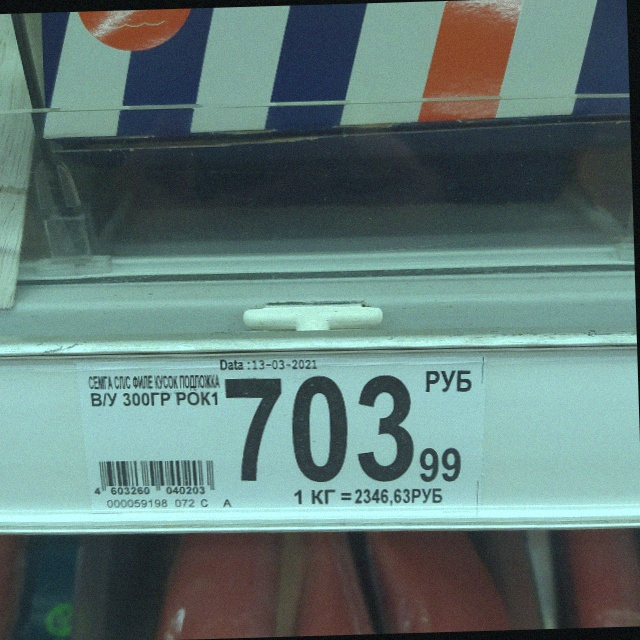 Data :13-03-2021
СЕМГА СЛ/С ФИЛЕ КУСОК ПОДЛОЖКА
В/У 300ГР РОК1
703 99 РУБ
4 603260 040203
1 КГ = 2346,63РУБ
000059198 072 С А